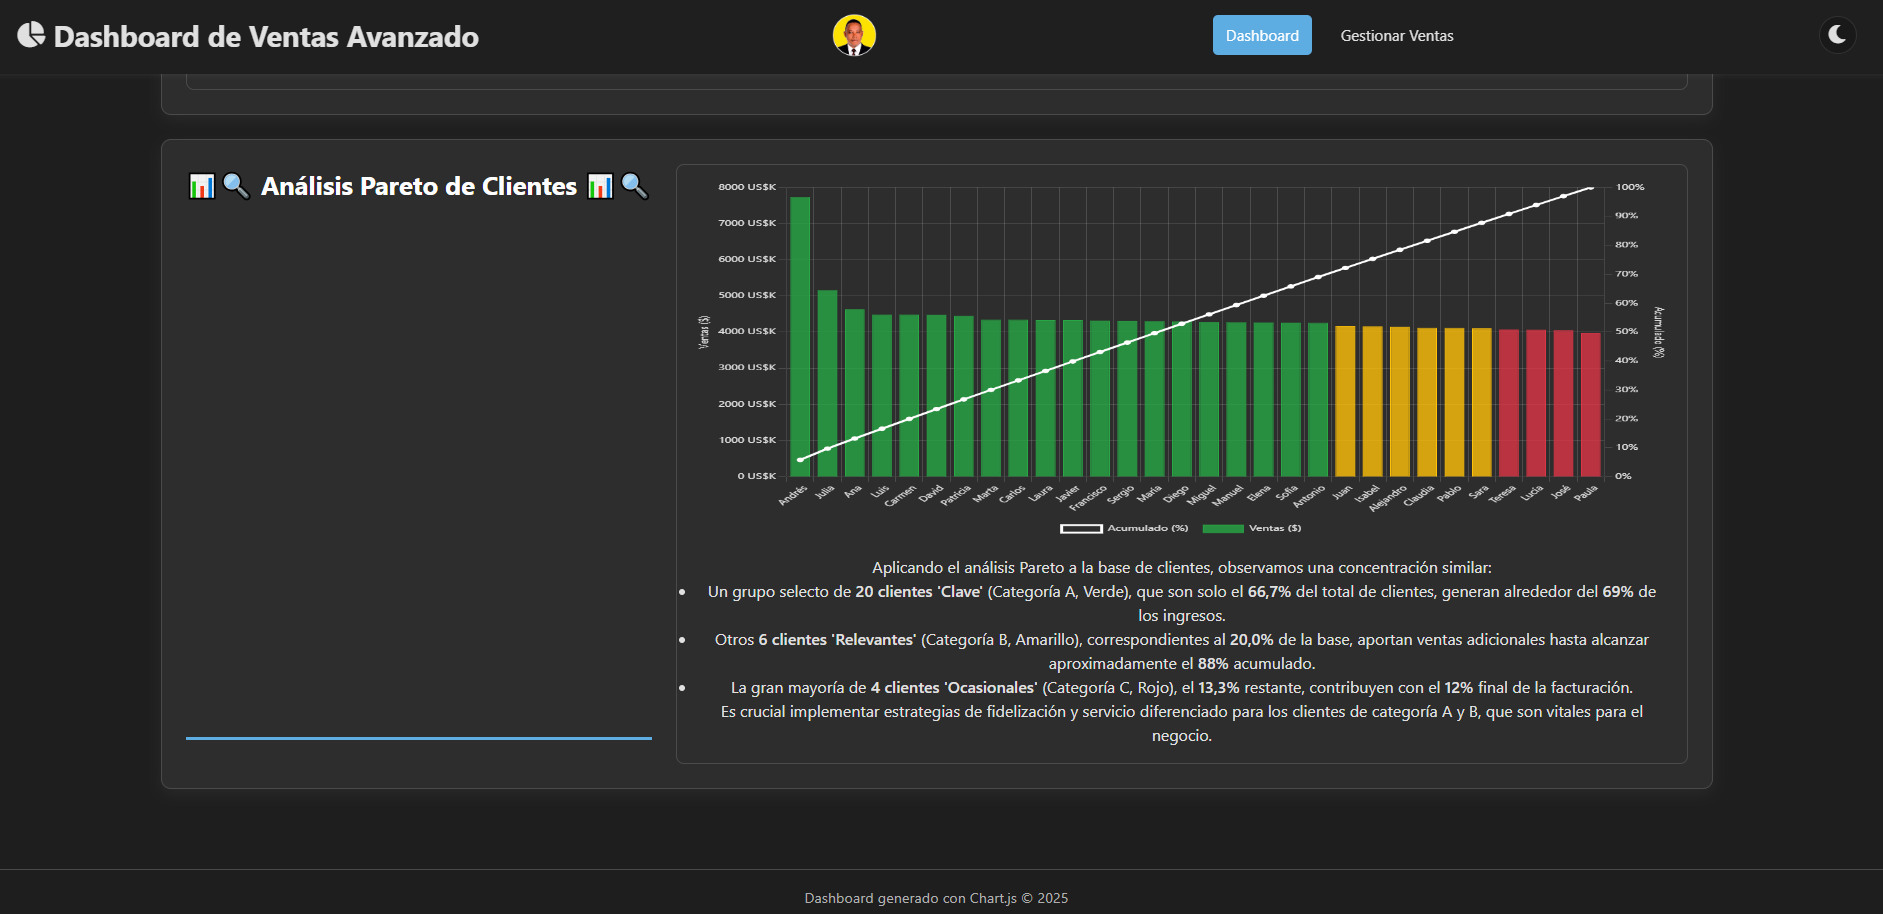 Dashboard de Ventas Avanzado
Dashboard
Gestionar Ventas
Análisis Pareto de Clientes
8000 US$K
7000 US$K
6000 US$K
5000 US$K
4000 US$K
3000 US$K
2000 US$K
1000 US$K
0 US$K
Ventas ($)
100%
90%
80%
70%
60%
50%
40%
30%
20%
10%
0%
Acumulado (%)
Andrés
Julia
Ana
Luis
Carmen
David
Patricia
Marta
Carlos
Laura
Javier
Francisco
Sergio
María
Diego
Miguel
Manuel
Elena
Sofía
Antonio
Juan
Isabel
Alejandro
Claudia
Pablo
Sara
Teresa
Lucía
José
Paula
Acumulado (%)
Ventas ($)
Aplicando el análisis Pareto a la base de clientes, observamos una concentración similar:
• Un grupo selecto de 20 clientes 'Clave' (Categoría A, Verde), que son solo el 66,7% del total de clientes, generan alrededor del 69% de
los ingresos.
• Otros 6 clientes 'Relevantes' (Categoría B, Amarillo), correspondientes al 20,0% de la base, aportan ventas adicionales hasta alcanzar
aproximadamente el 88% acumulado.
• La gran mayoría de 4 clientes 'Ocasionales' (Categoría C, Rojo), el 13,3% restante, contribuyen con el 12% final de la facturación.
Es crucial implementar estrategias de fidelización y servicio diferenciado para los clientes de categoría A y B, que son vitales para el
negocio.
Dashboard generado con Chart.js © 2025